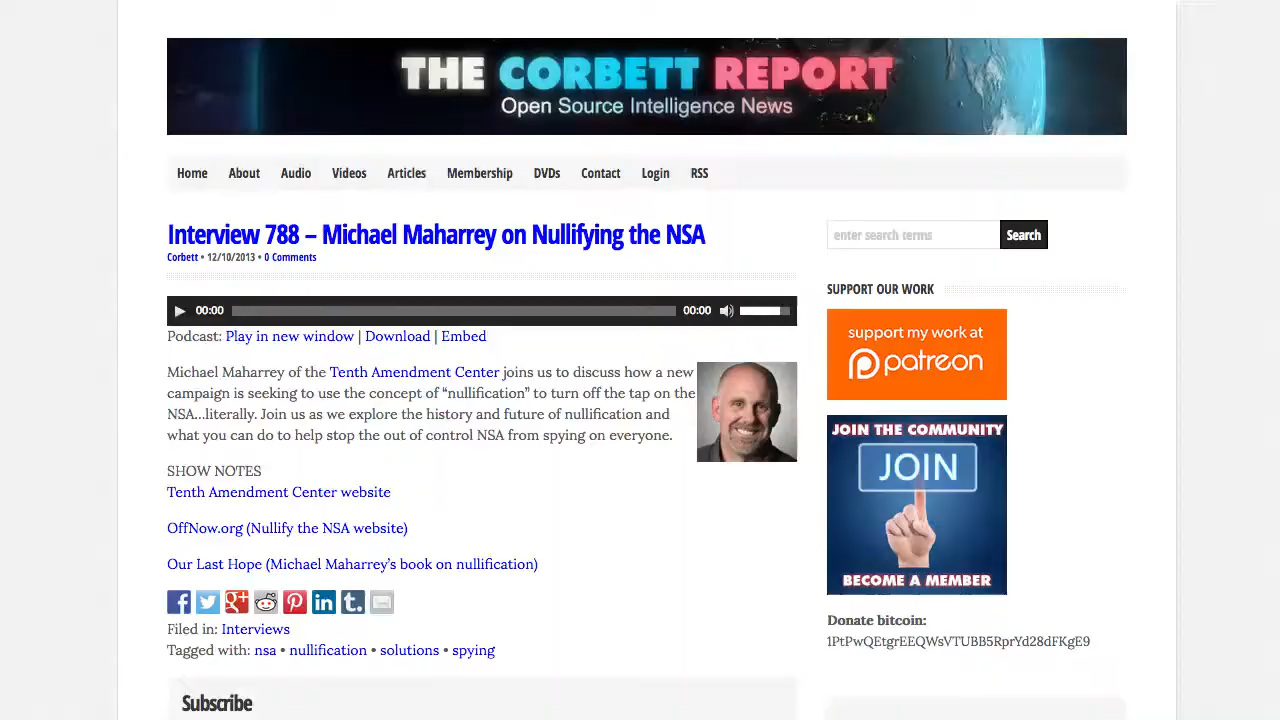 THE CORBETT REPORT
Open Source Intelligence News
Home About Audio Videos Articles Membership DVDs Contact Login RSS
Interview 788 – Michael Maharrey on Nullifying the NSA
Corbett • 12/10/2013 • 0 Comments
00:00 00:00
Podcast: Play in new window | Download | Embed
Michael Maharrey of the Tenth Amendment Center joins us to discuss how a new
campaign is seeking to use the concept of “nullification” to turn off the tap on the
NSA…literally. Join us as we explore the history and future of nullification and
what you can do to help stop the out of control NSA from spying on everyone.
SHOW NOTES
Tenth Amendment Center website
OffNow.org (Nullify the NSA website)
Our Last Hope (Michael Maharrey’s book on nullification)
Filed in: Interviews
Tagged with: nsa • nullification • solutions • spying
Subscribe
enter search terms Search
SUPPORT OUR WORK
support my work at
patreon
JOIN THE COMMUNITY
JOIN
BECOME A MEMBER
Donate bitcoin:
1PtPwQEtgrEEQWsVTUBB5RprYd28dFKgE9